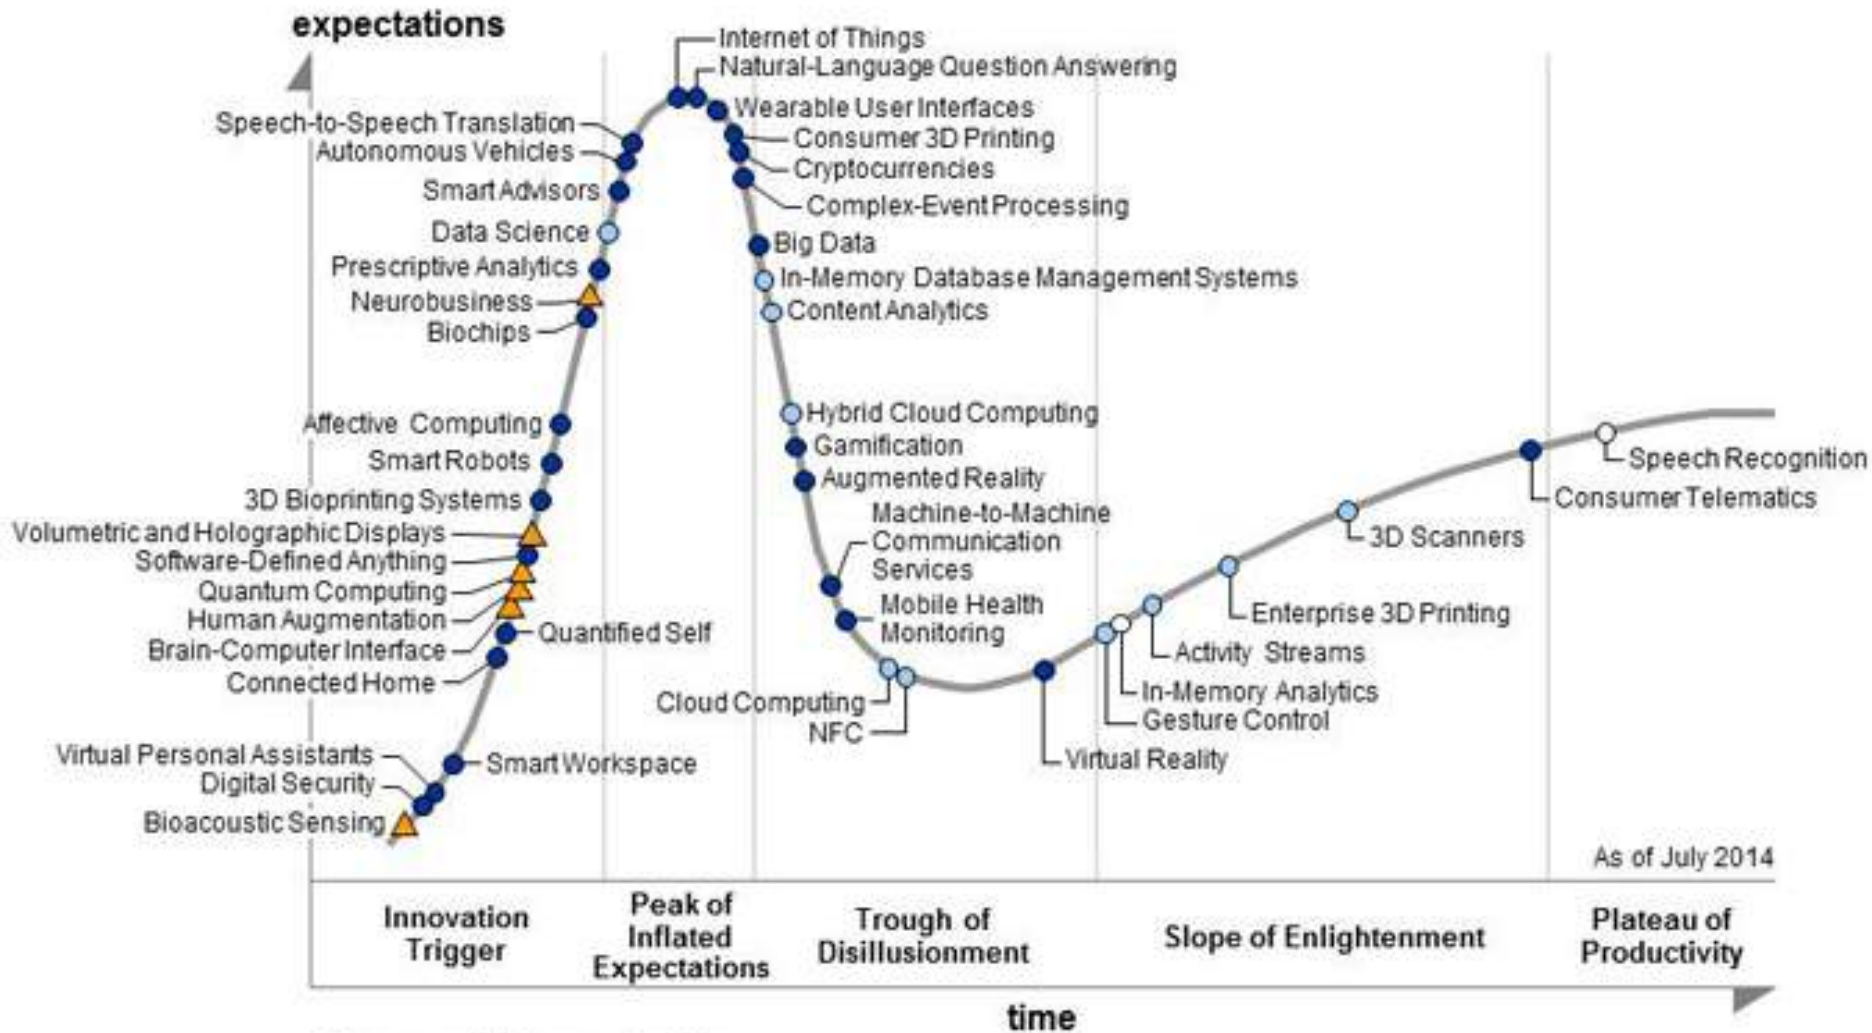 expectations
Internet of Things
Natural-Language Question Answering
Wearable User Interfaces
Speech-to-Speech Translation
Consumer 3D Printing
Autonomous Vehicles
Cryptocurrencies
Smart Advisors
Complex-Event Processing
Data Science
Big Data
Prescriptive Analytics
In-Memory Database Management Systems
Neurobusiness
Content Analytics
Biochips
Hybrid Cloud Computing
Affective Computing
Gamification
Smart Robots
Augmented Reality
3D Bioprinting Systems
Machine-to-Machine
Communication
Services
Volumetric and Holographic Displays
Software-Defined Anything
Quantum Computing
Human Augmentation
Brain-Computer Interface
Connected Home
Quantified Self
Mobile Health
Monitoring
Cloud Computing
NFC
Virtual Reality
Gesture Control
In-Memory Analytics
Activity Streams
Enterprise 3D Printing
3D Scanners
Consumer Telematics
Speech Recognition
Virtual Personal Assistants
Digital Security
Bioacoustic Sensing
Smart Workspace
As of July 2014
Innovation
Trigger
Peak of
Inflated
Expectations
Trough of
Disillusionment
Slope of Enlightenment
Plateau of
Productivity
time